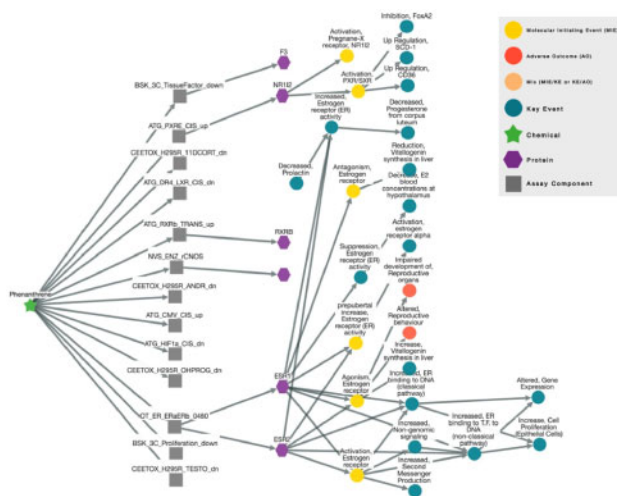 Inhibition, FoxA2
Activation,
Pregnane-X
receptor, NR1I2
Up Regulation,
SCD-1
F3
Up Regulation,
CD36
BSK_3C_TissueFactor_down
NR1I2
Activation,
PXR/SXR
Increased,
Estrogen
receptor (ER)
activity
Decreased,
Progesterone
from corpus
luteum
ATG_PXRE_CIS_up
Reduction,
Vitellogenin
synthesis in liver
CEETOX_H295R_11DCORT_dn
Decreased,
Prolactin
Antagonism,
Estrogen
receptor
Decrease, E2
blood
concentrations at
hypothalamus
ATG_DR4_LXR_CIS_dn
Activation,
estrogen
receptor alpha
ATG_RXRb_TRANS_up
RXRB
Suppression,
Estrogen
receptor (ER)
activity
Impaired
development of,
Reproductive
organs
NVS_ENZ_rCNOS
Phenanthrene
CEETOX_H295R_ANDR_dn
prepubertal
increase,
Estrogen
receptor (ER)
activity
Altered,
Reproductive
behaviour
ATG_CMV_CIS_up
Increase,
Vitellogenin
synthesis in liver
ATG_HIF1a_CIS_dn
CEETOX_H295R_OHPROG_dn
ESR1
Agonism,
Estrogen
receptor
Increased, ER
binding to DNA
(classical
pathway)
Altered, Gene
Expression
OT_ER_ERaERb_0480
Increased,
Non-genomic
signaling
Increased, ER
binding to T.F. to
DNA
(non-classical
pathway)
Increase, Cell
Proliferation
(Epithelial Cells)
BSK_3C_Proliferation_down
ESR2
Activation,
Estrogen
receptor
Increased,
Second
Messenger
Production
CEETOX_H295R_TESTO_dn
Molecular Initiating Event (MIE)
Adverse Outcome (AO)
Mix (MIE/KE or KE/AO)
Key Event
Chemical
Protein
Assay Component